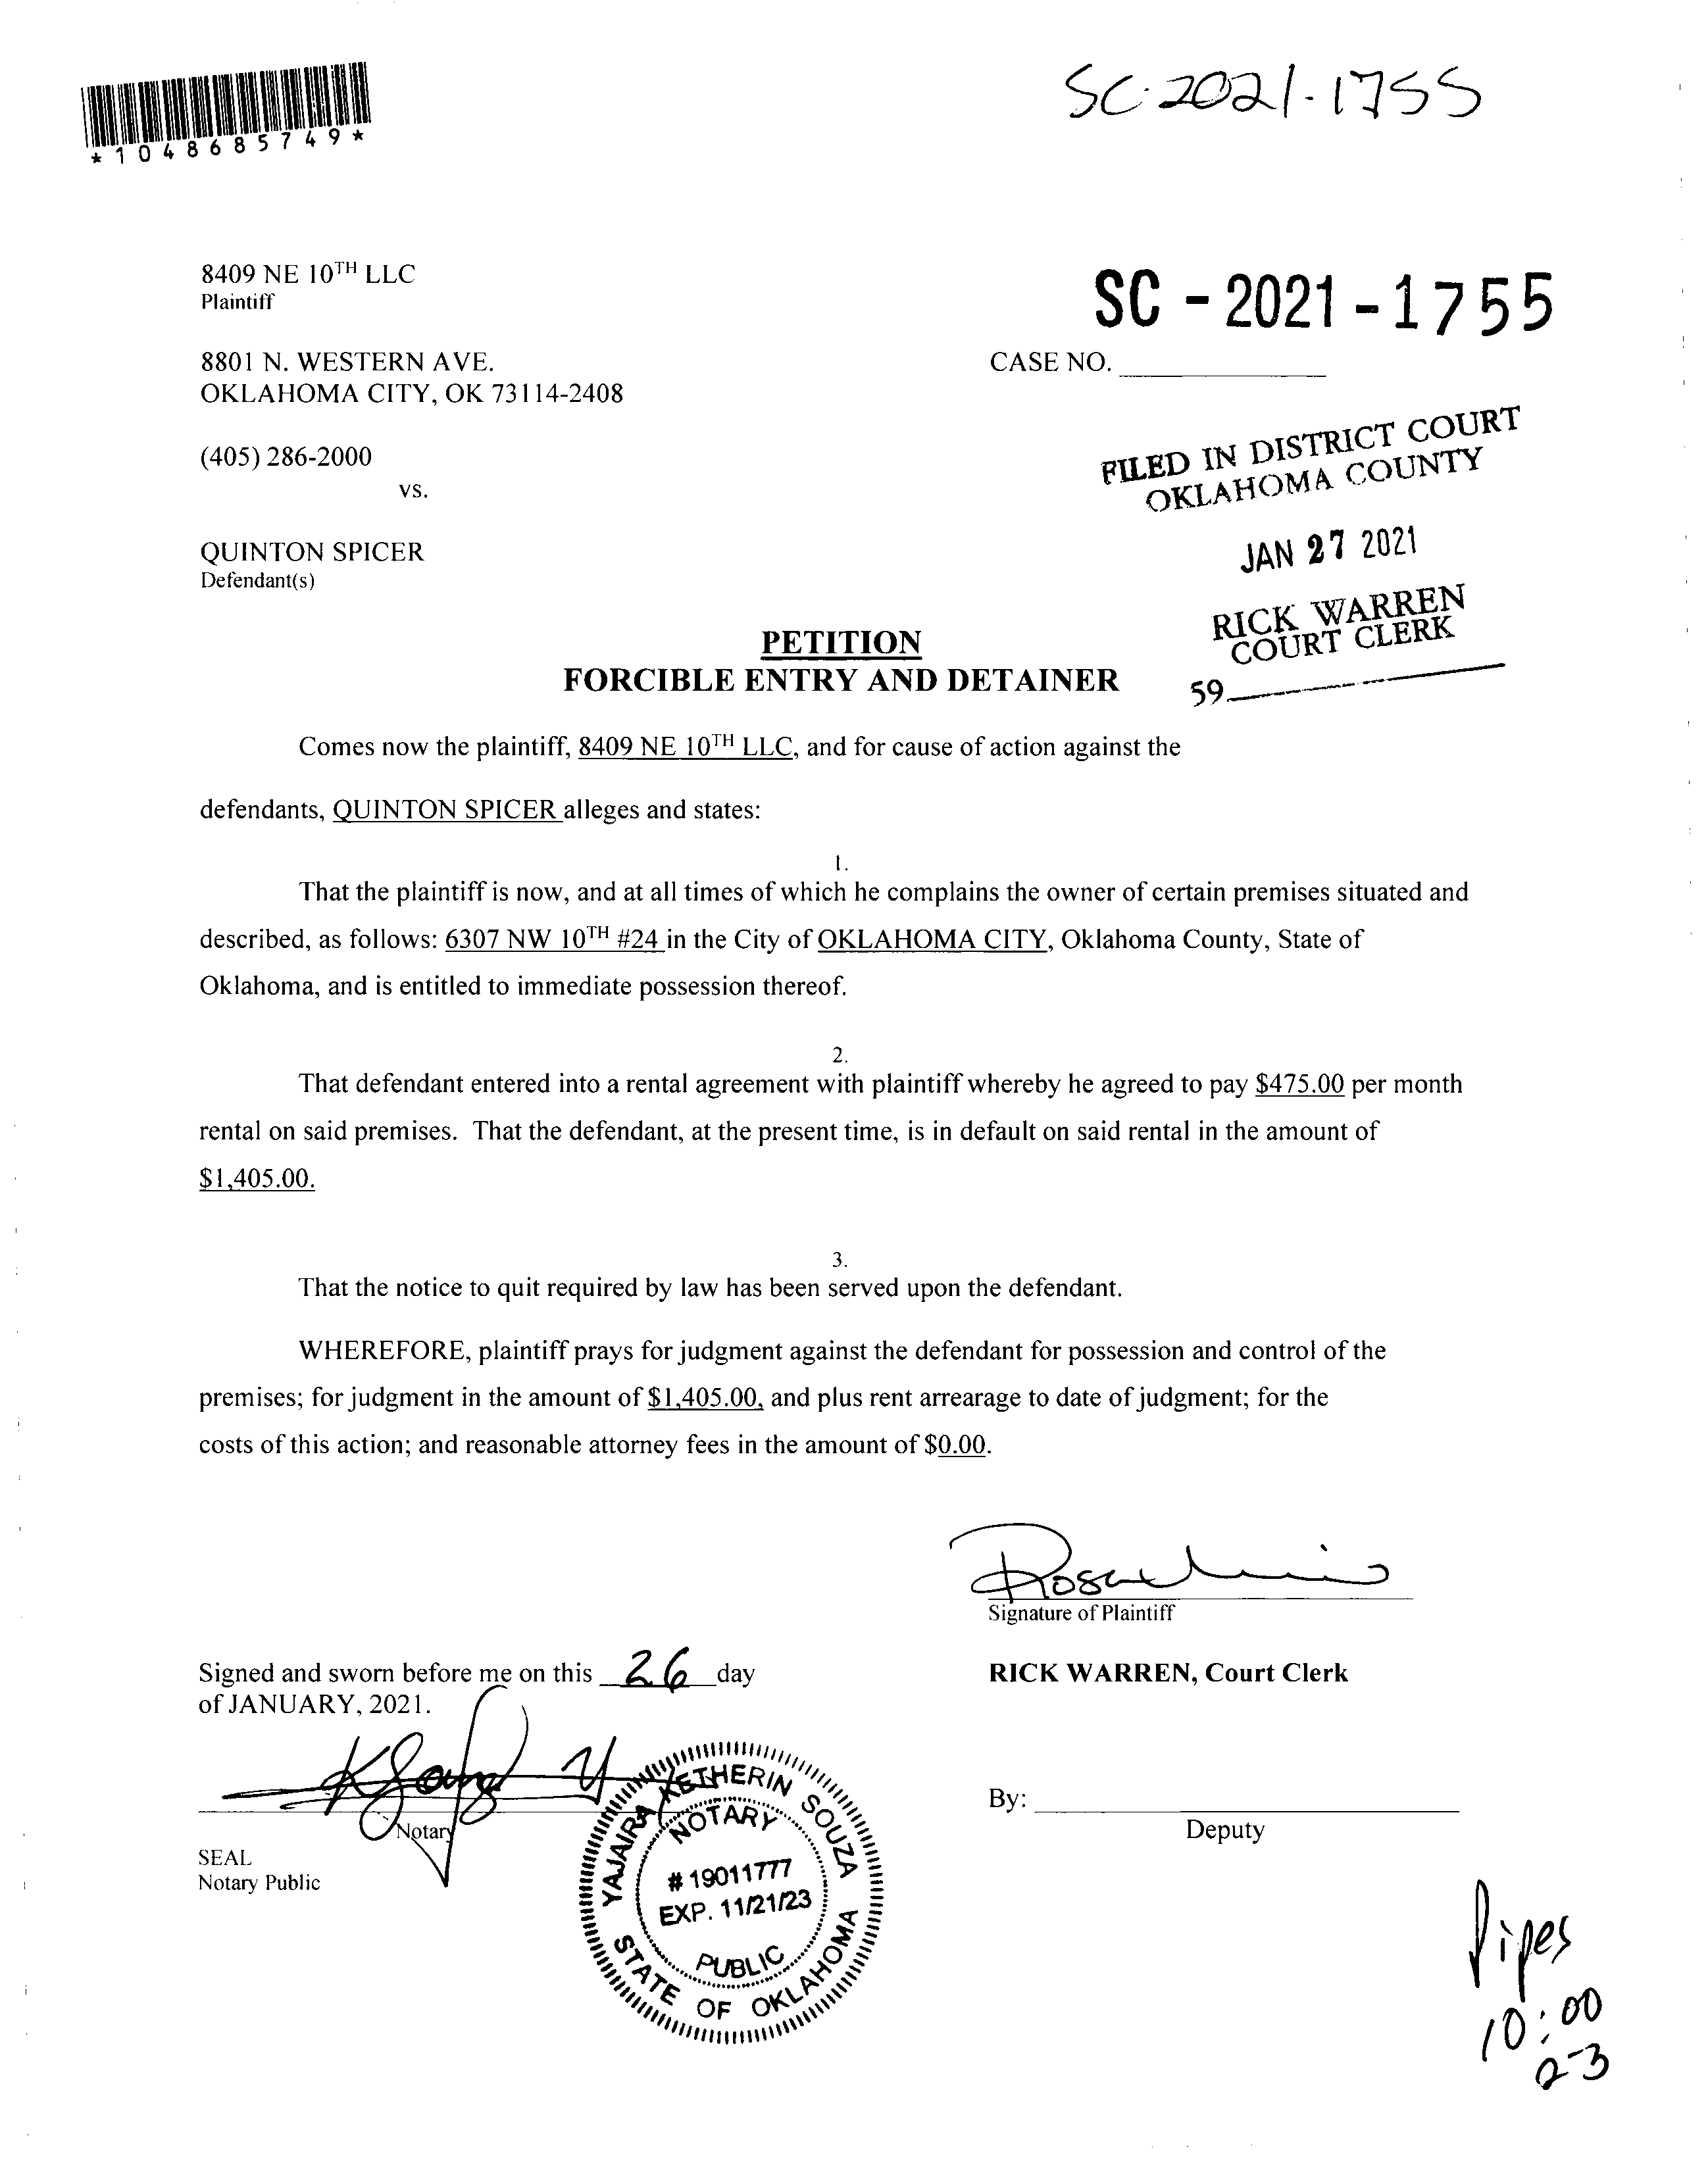 SC-2021-1755
*1048685749*
8409 NE 10TH LLC
Plaintiff
SC - 2021 - 1755
8801 N. WESTERN AVE.
CASE NO.
OKLAHOMA CITY, OK 73114-2408
FILED IN DISTRICT COURT
OKLAHOMA COUNTY
(405) 286-2000
vs.
JAN 27 2021
QUINTON SPICER
Defendant(s)
RICK WARREN
COURT CLERK
59
PETITION
FORCIBLE ENTRY AND DETAINER
Comes now the plaintiff, 8409 NE 10TH LLC, and for cause of action against the
defendants, QUINTON SPICER alleges and states:
1.
That the plaintiff is now, and at all times of which he complains the owner of certain premises situated and
described, as follows: 6307 NW 10TH #24 in the City of OKLAHOMA CITY, Oklahoma County, State of
Oklahoma, and is entitled to immediate possession thereof.
2.
That defendant entered into a rental agreement with plaintiff whereby he agreed to pay $475.00 per month
rental on said premises. That the defendant, at the present time, is in default on said rental in the amount of
$1,405.00.
3.
That the notice to quit required by law has been served upon the defendant.
WHEREFORE, plaintiff prays for judgment against the defendant for possession and control of the
premises; for judgment in the amount of $1,405.00, and plus rent arrearage to date of judgment; for the
costs of this action; and reasonable attorney fees in the amount of $0.00.
Signature of Plaintiff
Signed and sworn before me on this 26 day
of JANUARY, 2021.
RICK WARREN, Court Clerk
By:
Deputy
Notary
SEAL
Notary Public
YAJAIRA KETHERIN SOUZA
NOTARY
# 19011777
EXP. 11/21/23
PUBLIC
STATE OF OKLAHOMA
Pipes
10:00
2-3